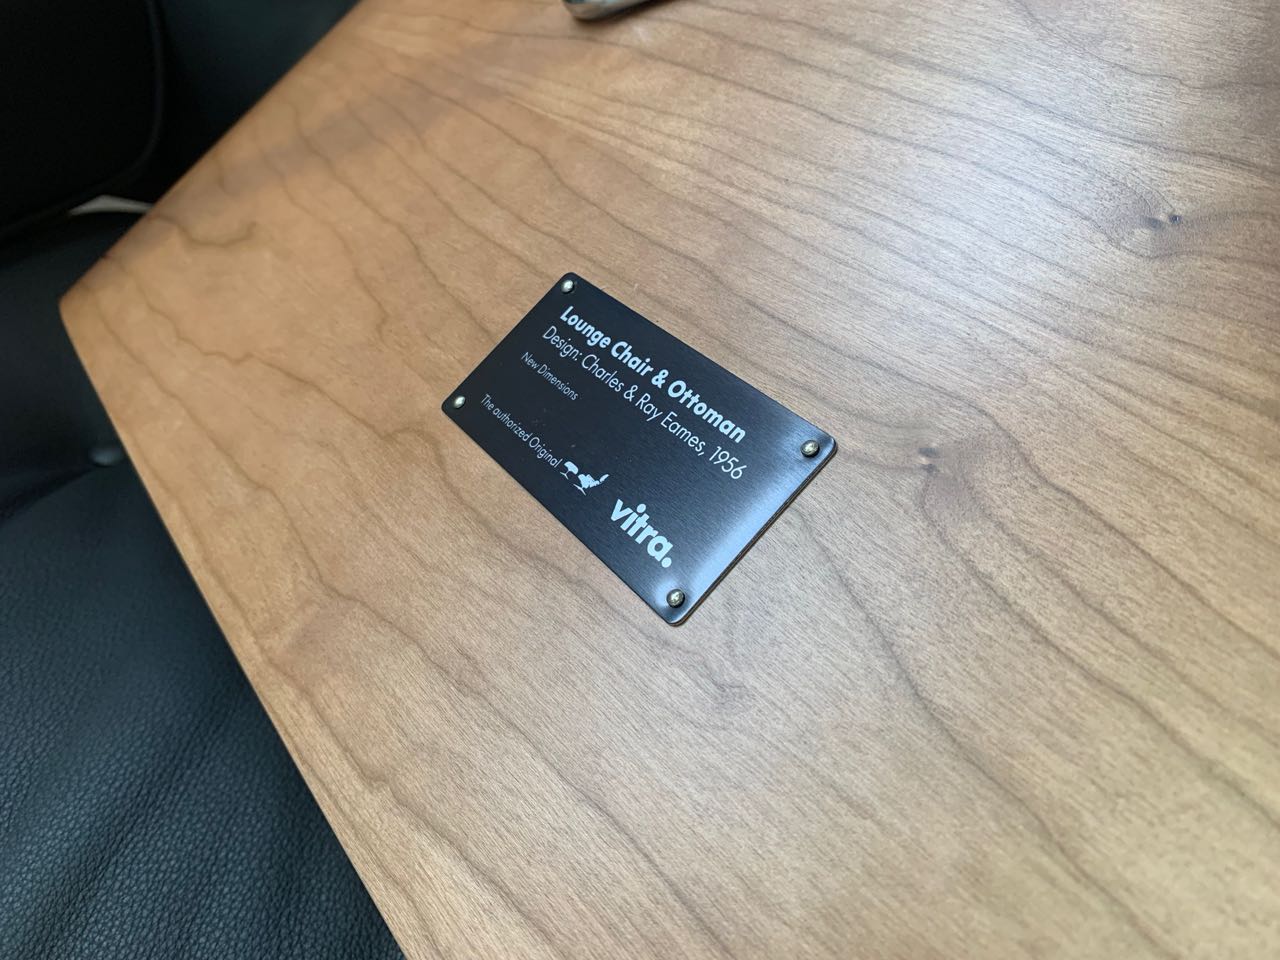 Lounge Chair & Ottoman
Design: Charles & Ray Eames, 1956
New Dimensions
The authorized Original
vitra.